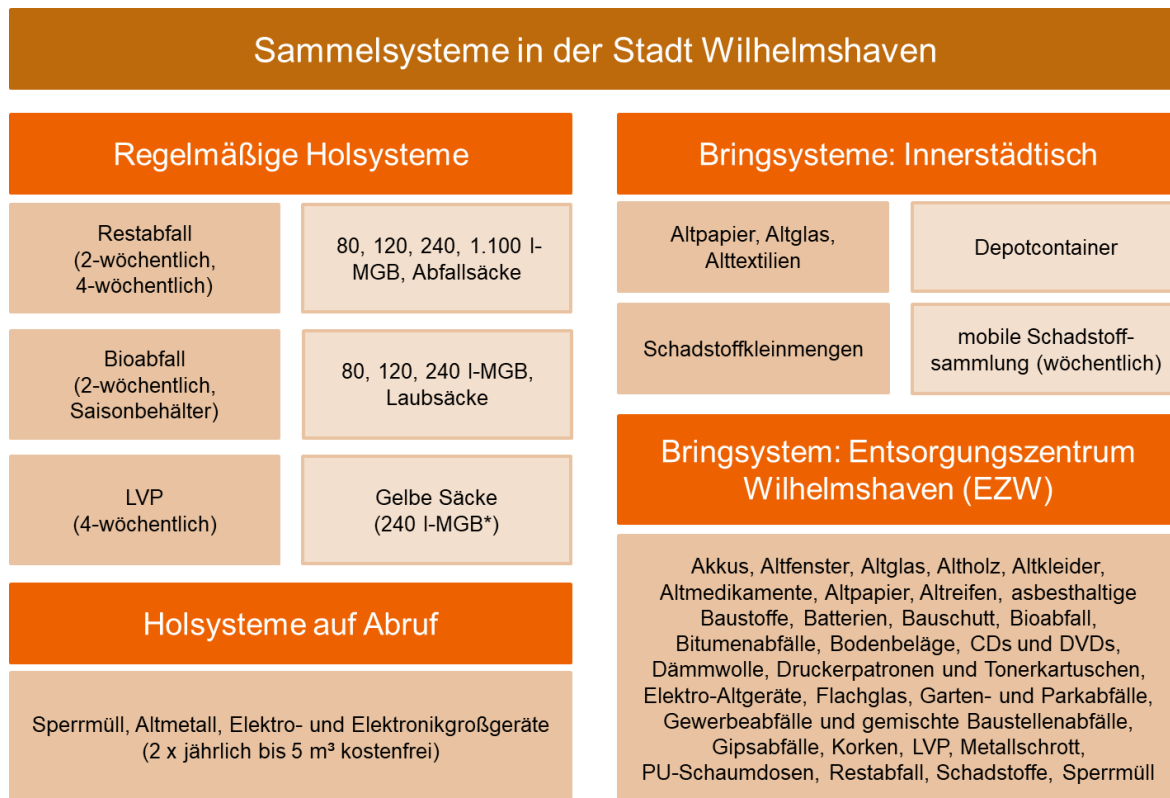 Sammelsysteme in der Stadt Wilhelmshaven
Regelmäßige Holsysteme
Restabfall
(2-wöchentlich,
4-wöchentlich)
80, 120, 240, 1.100 l-
MGB, Abfallsäcke
Bioabfall
(2-wöchentlich,
Saisonbehälter)
80, 120, 240 l-MGB,
Laubsäcke
LVP
(4-wöchentlich)
Gelbe Säcke
(240 l-MGB*)
Holsysteme auf Abruf
Sperrmüll, Altmetall, Elektro- und Elektronikgroßgeräte
(2 x jährlich bis 5 m³ kostenfrei)
Bringsysteme: Innerstädtisch
Altpapier, Altglas,
Alttextilien
Depotcontainer
Schadstoffkleinmengen
mobile Schadstoff-
sammlung (wöchentlich)
Bringsystem: Entsorgungszentrum
Wilhelmshaven (EZW)
Akkus, Altfenster, Altglas, Altholz, Altkleider,
Altmedikamente, Altpapier, Altreifen, asbesthaltige
Baustoffe, Batterien, Bauschutt, Bioabfall,
Bitumenabfälle, Bodenbeläge, CDs und DVDs,
Dämmwolle, Druckerpatronen und Tonerkartuschen,
Elektro-Altgeräte, Flachglas, Garten- und Parkabfälle,
Gewerbeabfälle und gemischte Baustellenabfälle,
Gipsabfälle, Korken, LVP, Metallschrott,
PU-Schaumdosen, Restabfall, Schadstoffe, Sperrmüll